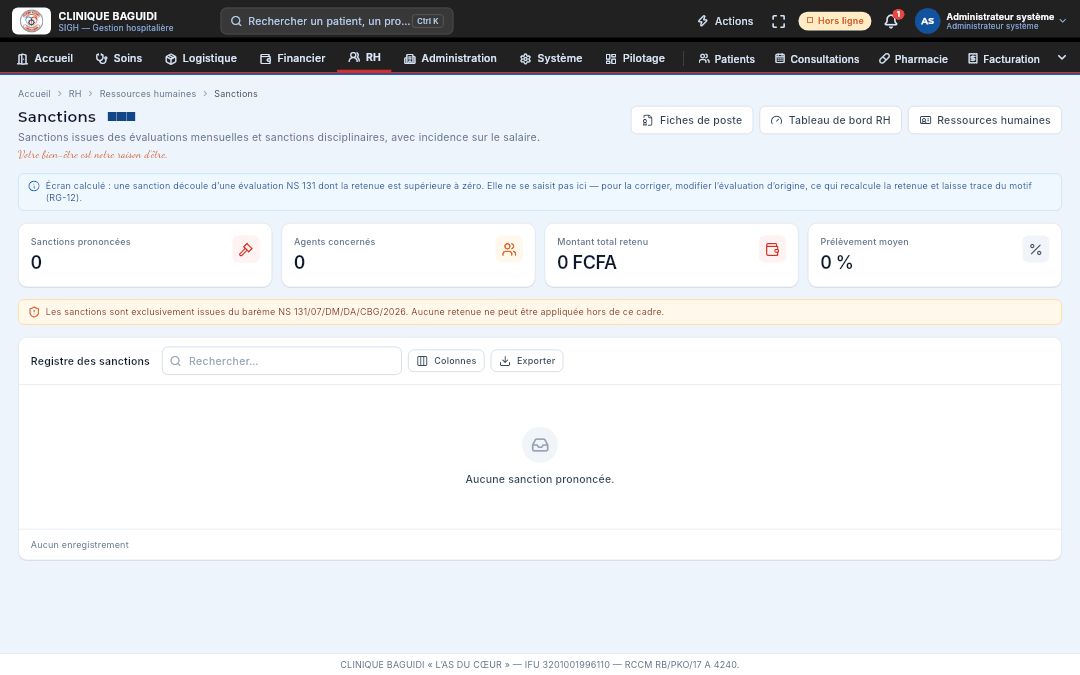 CLINIQUE BAGUIDI
SIGH — Gestion hospitalière
Rechercher un patient, un pro...
Ctrl K
Actions
Hors ligne
1
AS
Administrateur système
Administrateur système
Accueil
Soins
Logistique
Financier
RH
Administration
Système
Pilotage
Patients
Consultations
Pharmacie
Facturation
Accueil > RH > Ressources humaines > Sanctions
Sanctions
Sanctions issues des évaluations mensuelles et sanctions disciplinaires, avec incidence sur le salaire.
Votre bien-être est notre raison d'être.
Fiches de poste
Tableau de bord RH
Ressources humaines
Écran calculé : une sanction découle d'une évaluation NS 131 dont la retenue est supérieure à zéro. Elle ne se saisit pas ici — pour la corriger, modifier l'évaluation d'origine, ce qui recalcule la retenue et laisse trace du motif
(RG-12).
Sanctions prononcées
0
Agents concernés
0
Montant total retenu
0 FCFA
Prélèvement moyen
0 %
Les sanctions sont exclusivement issues du barème NS 131/07/DM/DA/CBG/2026. Aucune retenue ne peut être appliquée hors de ce cadre.
Registre des sanctions
Rechercher...
Colonnes
Exporter
Aucune sanction prononcée.
Aucun enregistrement
CLINIQUE BAGUIDI « L'AS DU CŒUR » — IFU 3201001996110 — RCCM RB/PKO/17 A 4240.